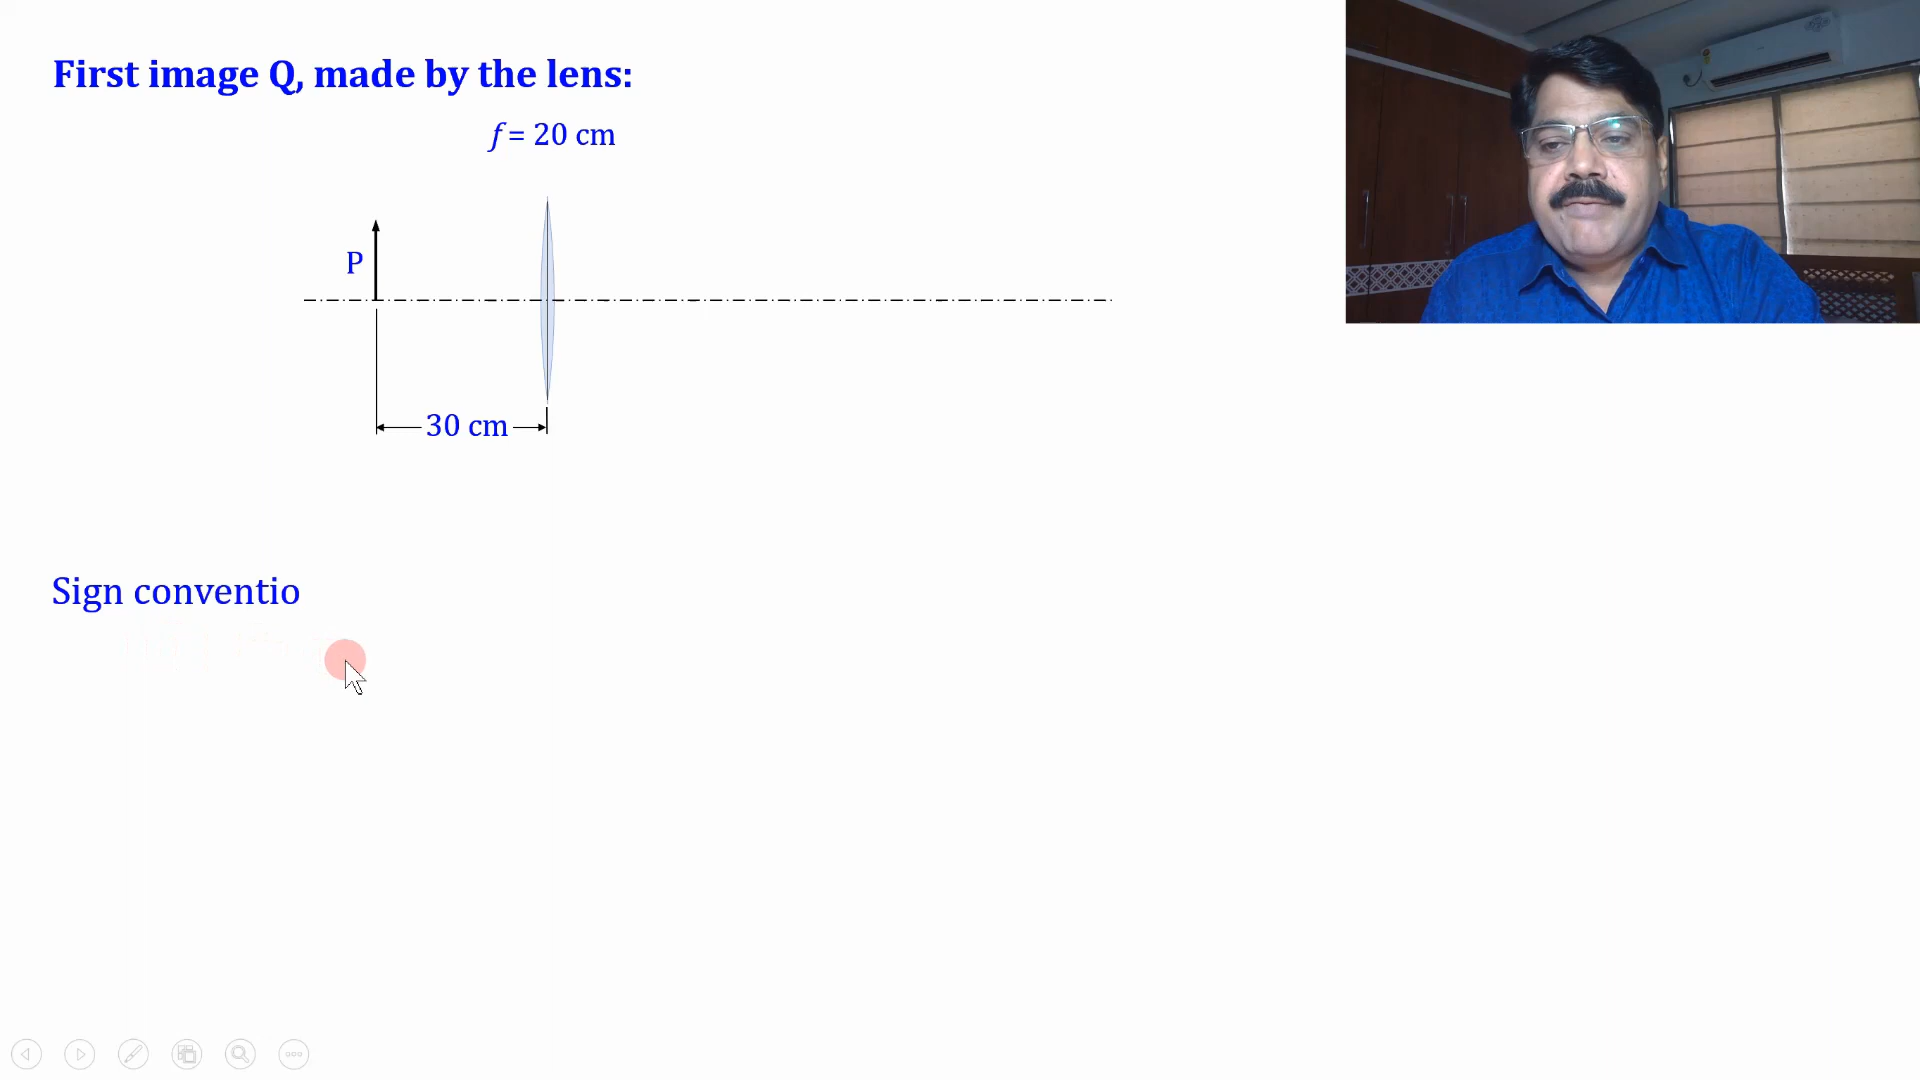 First image Q, made by the lens:
f = 20 cm
P
30 cm
Sign conventio